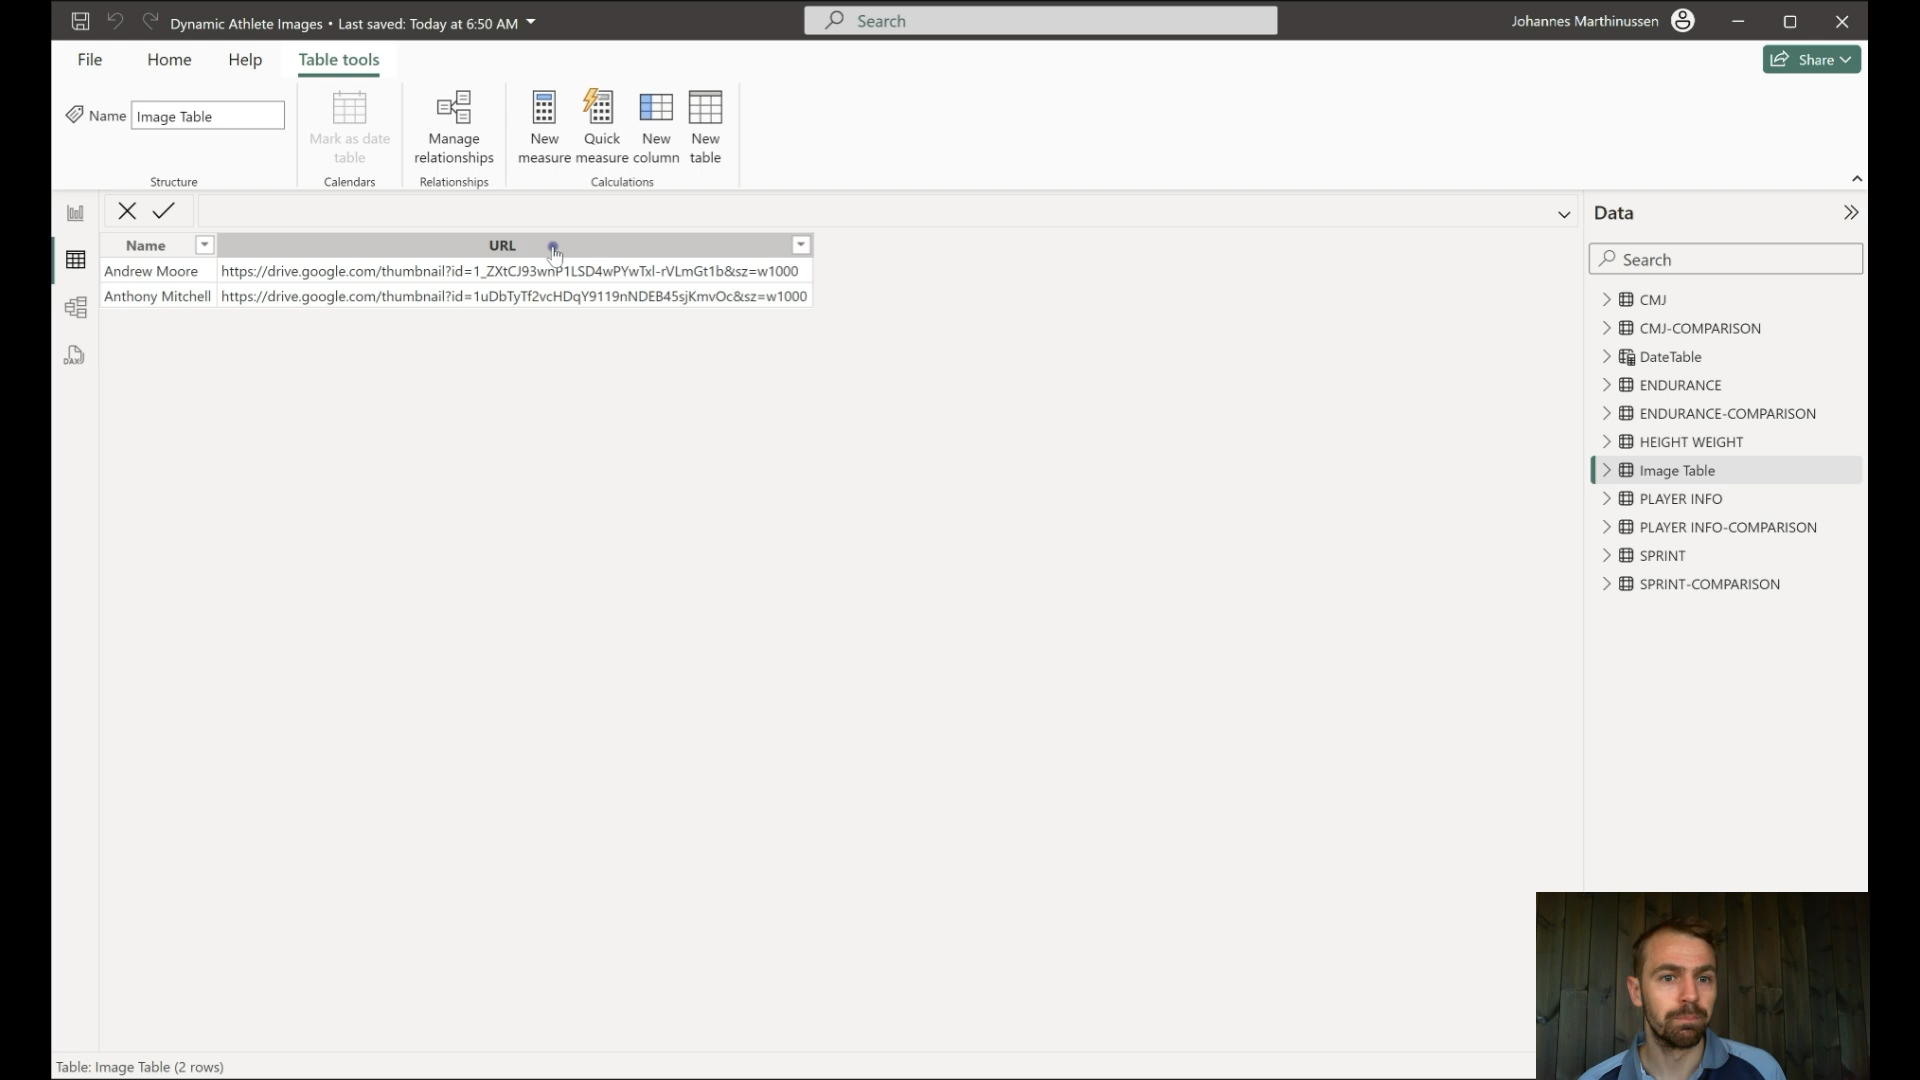 Dynamic Athlete Images • Last saved: Today at 6:50 AM
Search
Johannes Marthinussen
File
Home
Help
Table tools
Share
Name
Image Table
Mark as date
table
Manage
relationships
New
measure
Quick
measure
New
column
New
table
Structure
Calendars
Relationships
Calculations
Name
URL
Andrew Moore
https://drive.google.com/thumbnail?id=1_ZXtCJ93wnP1LSD4wPYwTxl-rVLmGt1b&sz=w1000
Anthony Mitchell
https://drive.google.com/thumbnail?id=1uDbTyTf2vcHDqY9119nNDEB45sjKmvOc&sz=w1000
DAX
Data
Search
CMJ
CMJ-COMPARISON
DateTable
ENDURANCE
ENDURANCE-COMPARISON
HEIGHT WEIGHT
Image Table
PLAYER INFO
PLAYER INFO-COMPARISON
SPRINT
SPRINT-COMPARISON
Table: Image Table (2 rows)